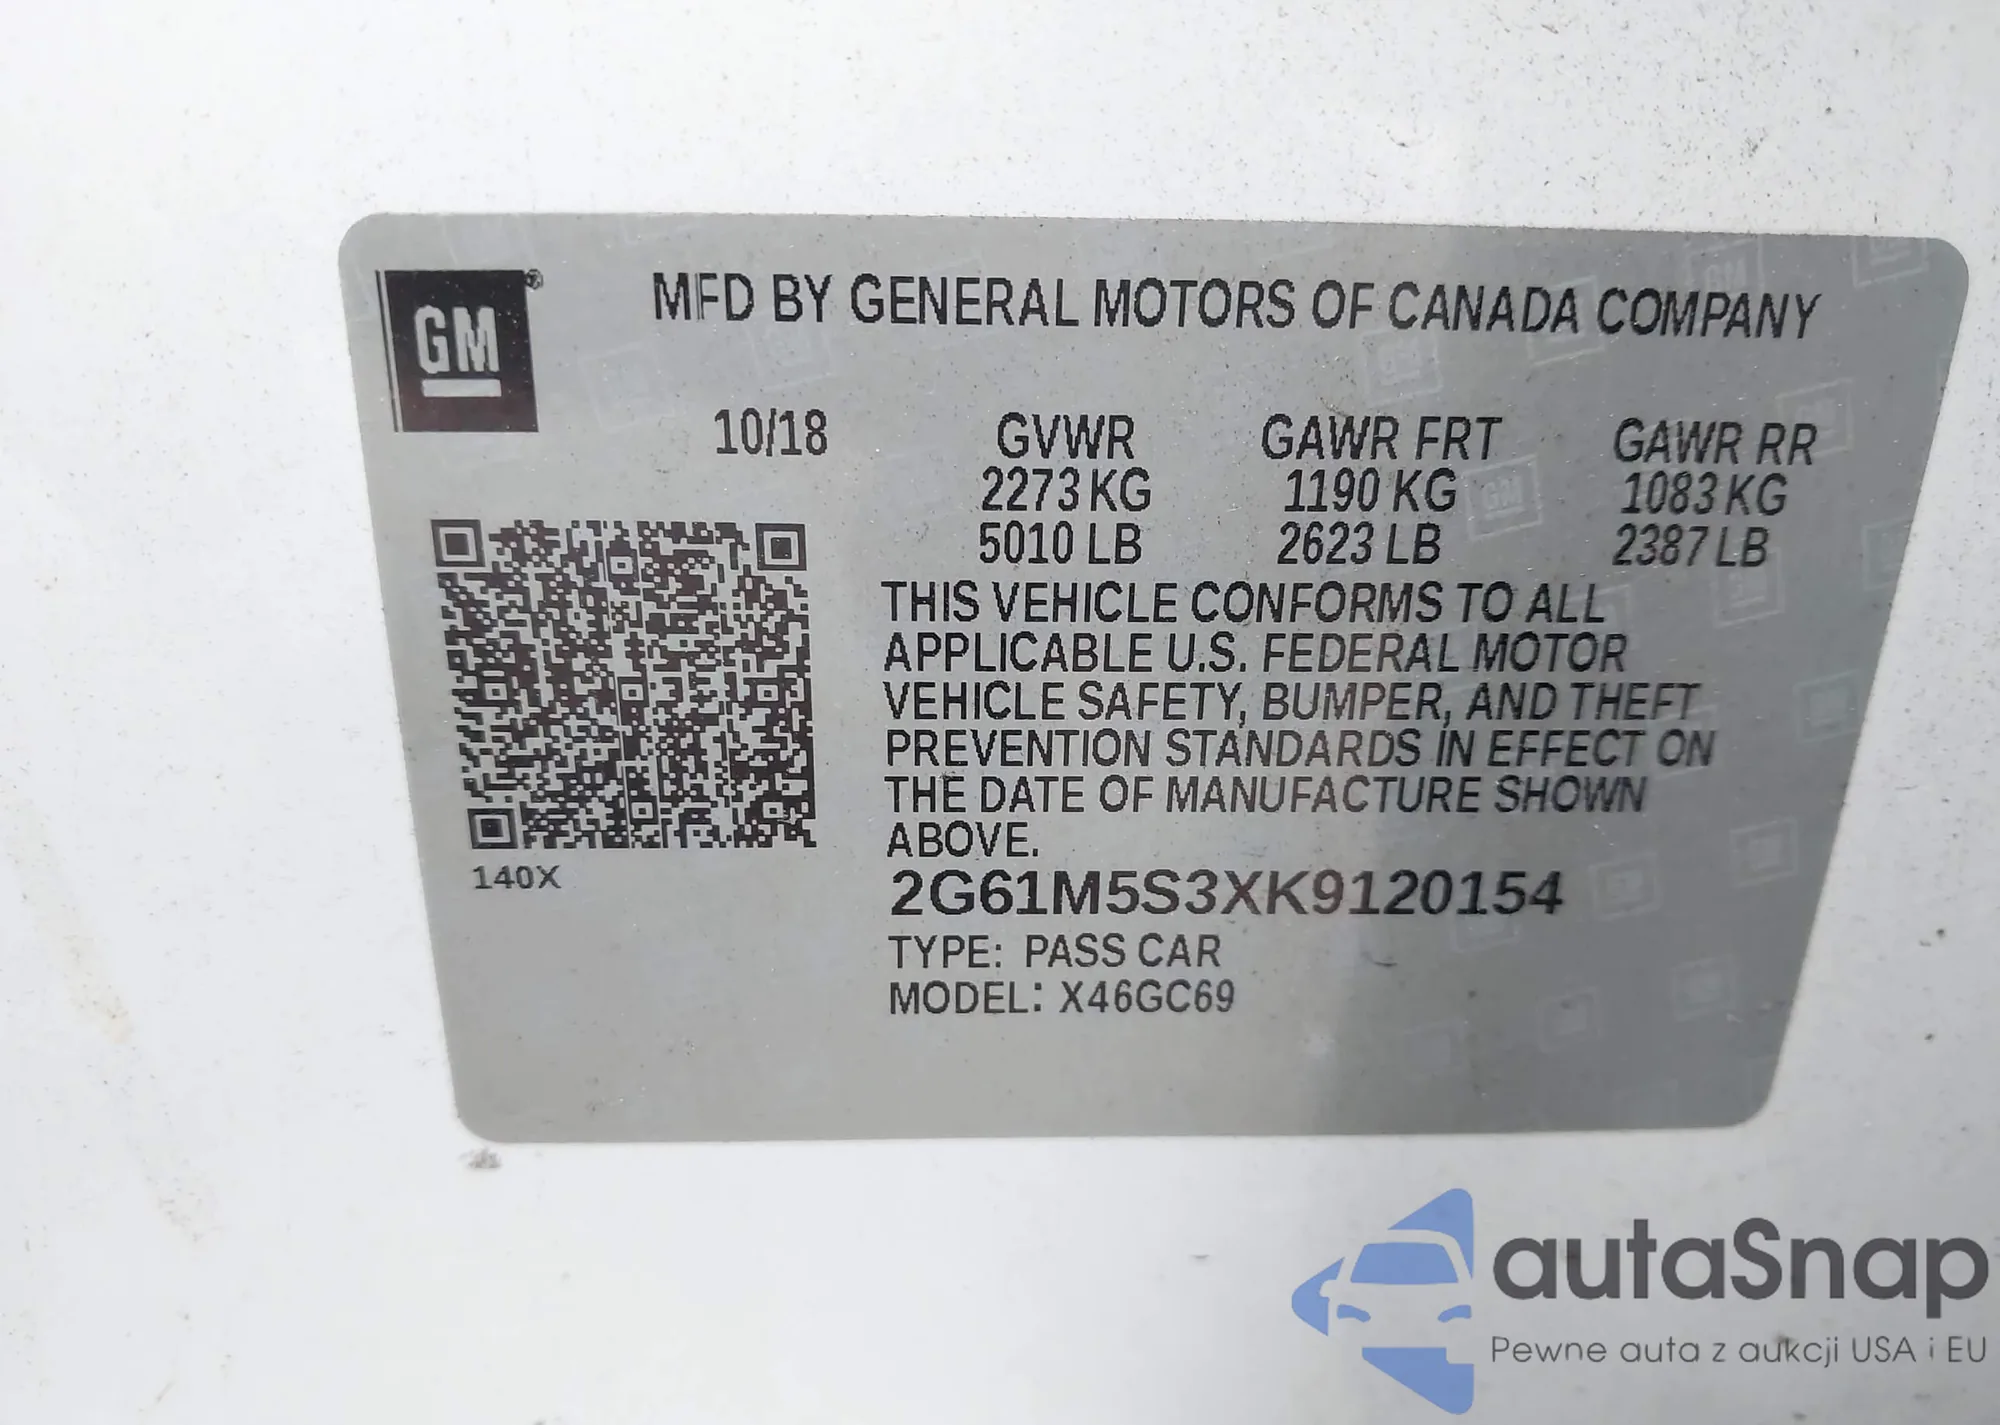 GM®
MFD BY GENERAL MOTORS OF CANADA COMPANY
10/18
GVWR GAWR FRT GAWR RR
2273 KG 1190 KG 1083 KG
5010 LB 2623 LB 2387 LB
THIS VEHICLE CONFORMS TO ALL
APPLICABLE U.S. FEDERAL MOTOR
VEHICLE SAFETY, BUMPER, AND THEFT
PREVENTION STANDARDS IN EFFECT ON
THE DATE OF MANUFACTURE SHOWN
ABOVE.
140X
2G61M5S3XK9120154
TYPE: PASS CAR
MODEL: X46GC69
autaSnap
Pewne auta z aukcji USA i EU